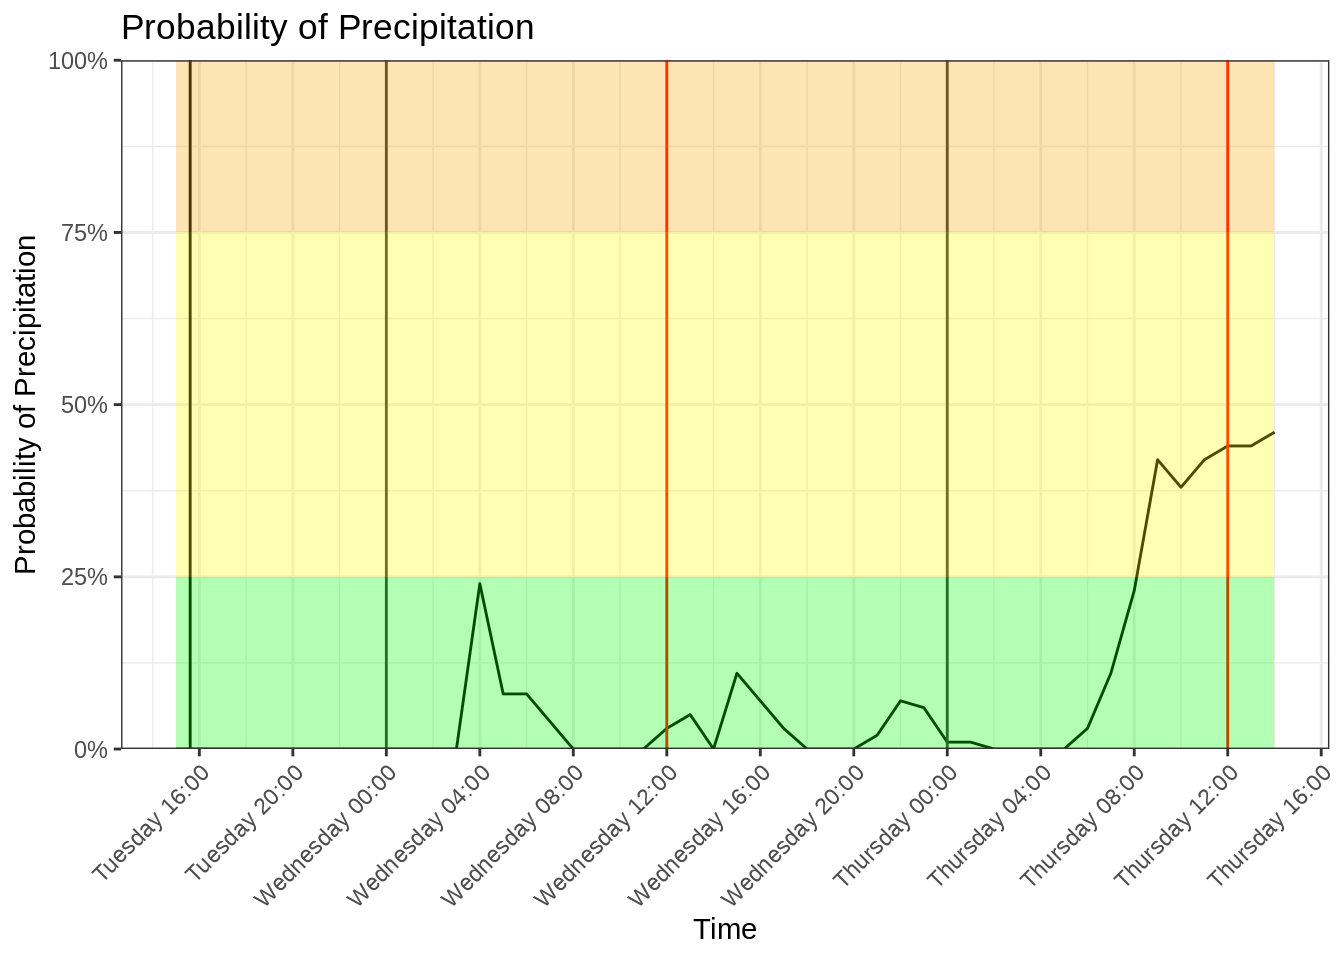 Probability of Precipitation
100%
75%
50%
25%
0%
Probability of Precipitation
Tuesday 16:00
Tuesday 20:00
Wednesday 00:00
Wednesday 04:00
Wednesday 08:00
Wednesday 12:00
Wednesday 16:00
Wednesday 20:00
Thursday 00:00
Thursday 04:00
Thursday 08:00
Thursday 12:00
Thursday 16:00
Time